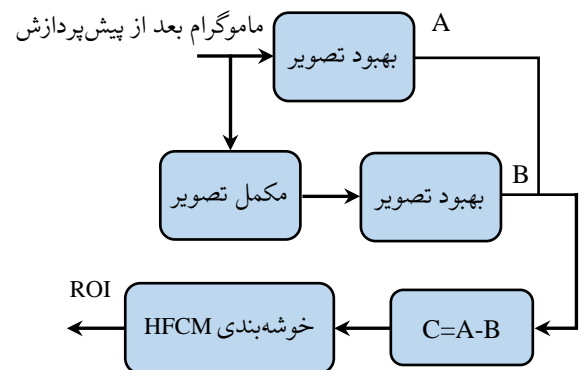 ماموگرام بعد از پیش‌پردازش
A
بهبود تصویر
مکمل تصویر
بهبود تصویر
B
ROI
خوشه‌بندی HFCM
C=A-B